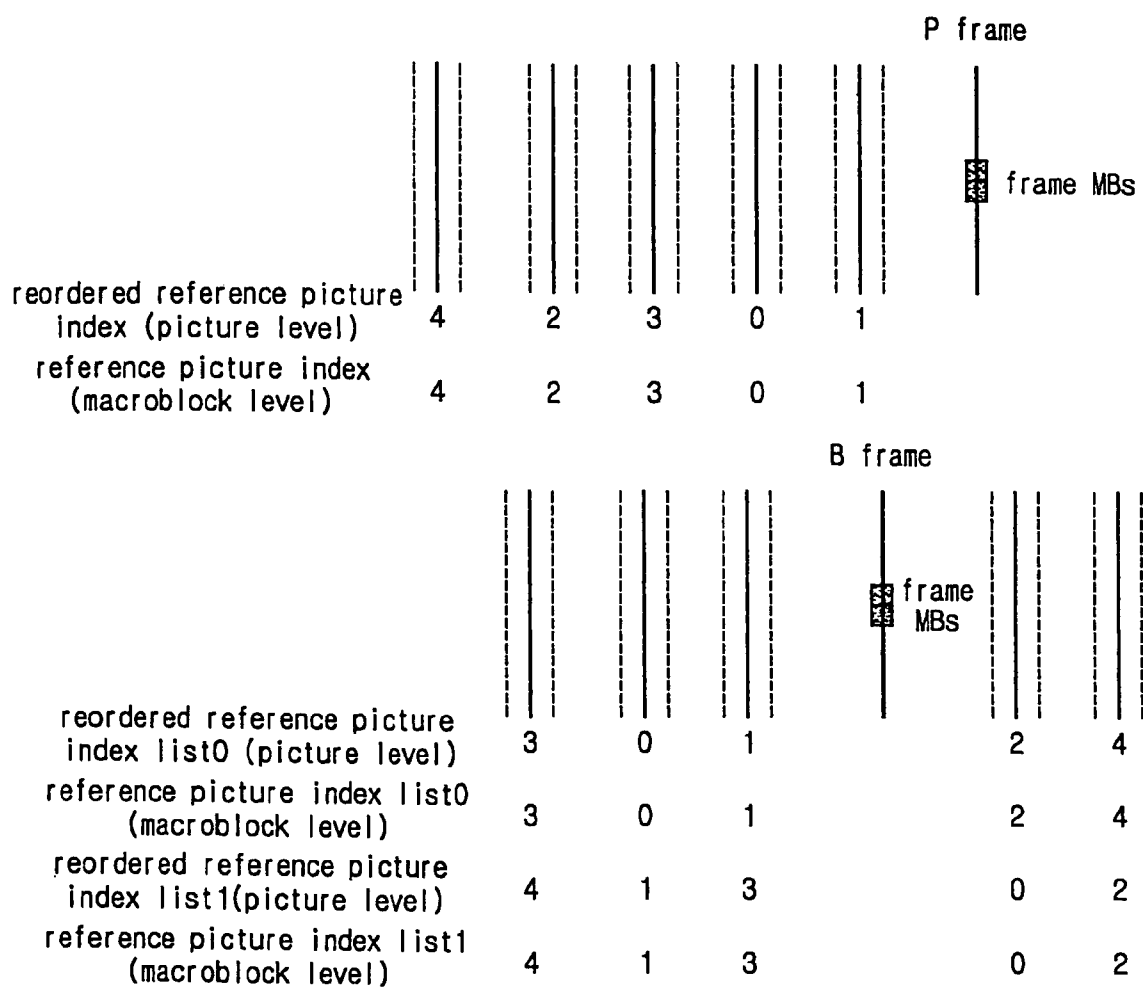 P frame
frame MBs
reordered reference picture
index (picture level) 4 2 3 0 1
reference picture index
(macroblock level) 4 2 3 0 1
B frame
frame
MBs
reordered reference picture
index list0 (picture level) 3 0 1 2 4
reference picture index list0
(macroblock level) 3 0 1 2 4
reordered reference picture
index list1(picture level) 4 1 3 0 2
reference picture index list1
(macroblock level) 4 1 3 0 2